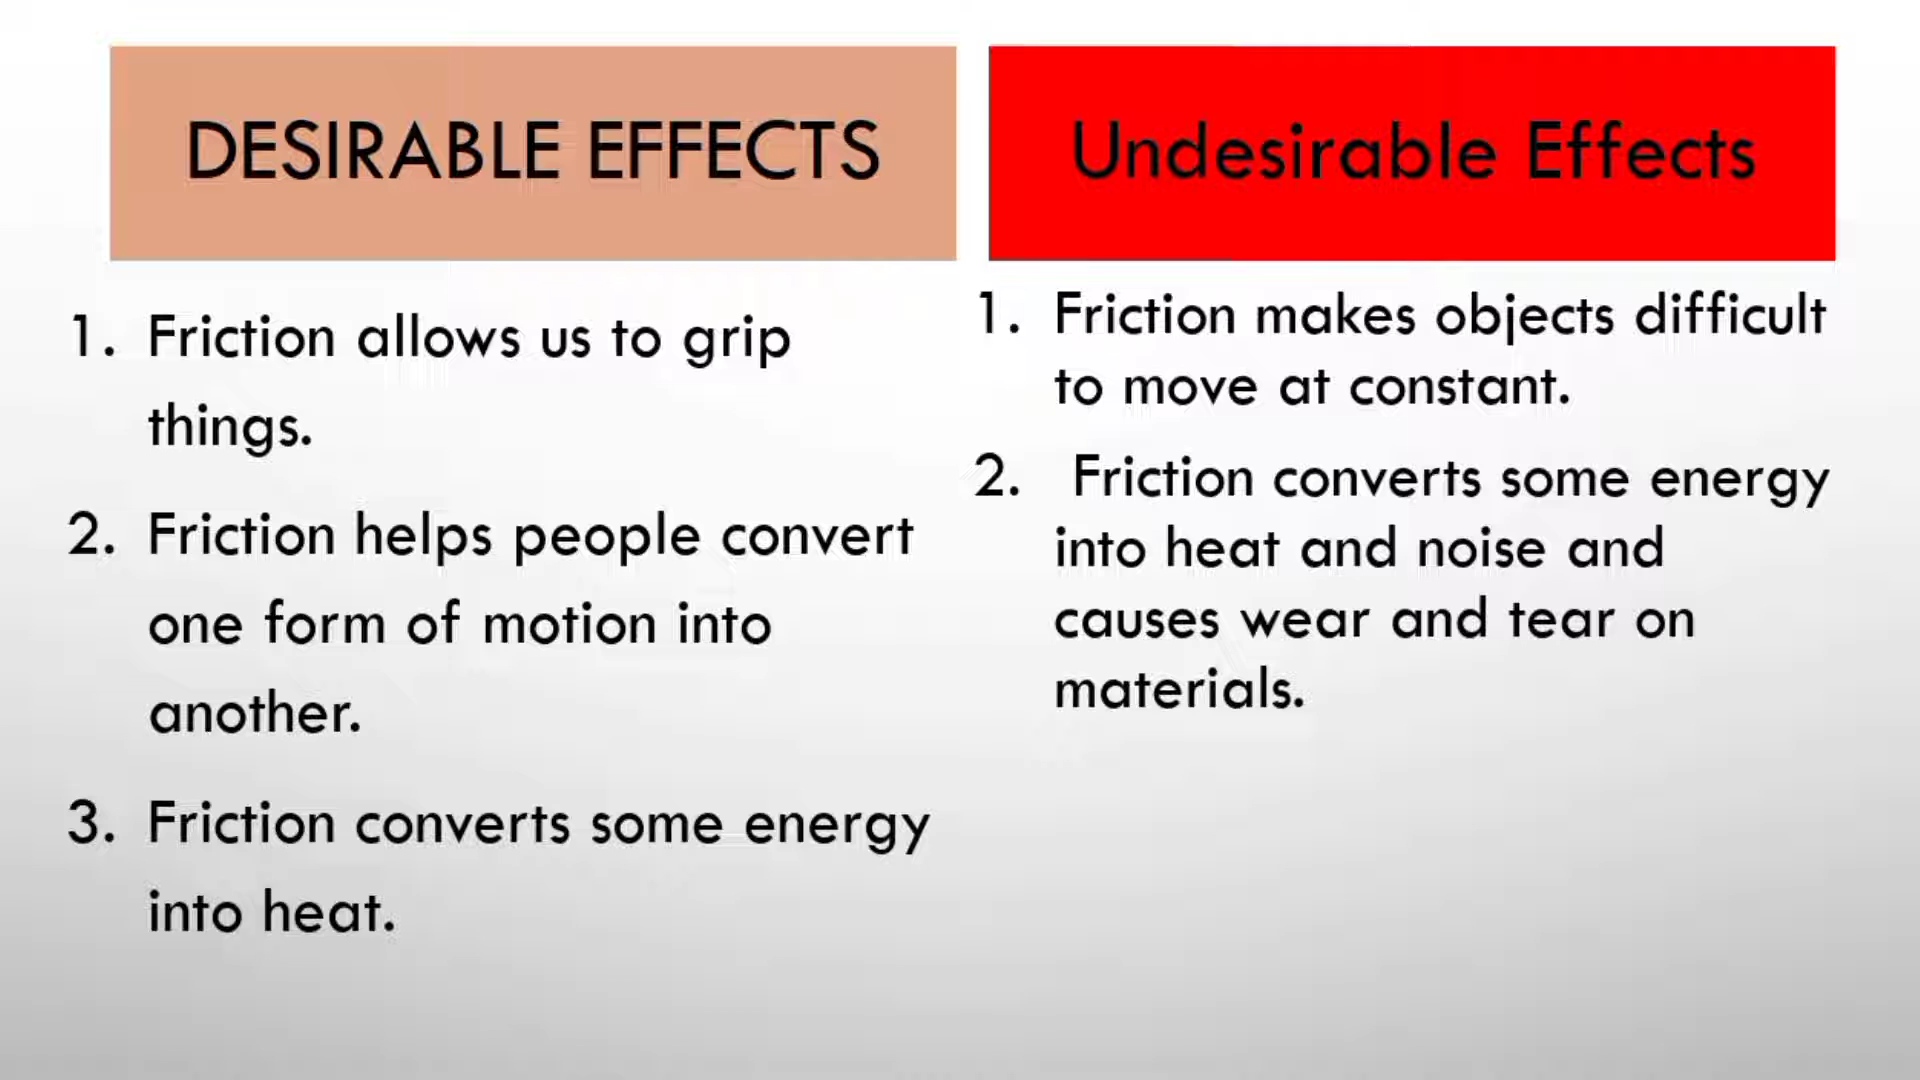 DESIRABLE EFFECTS
1. Friction allows us to grip
things.
2. Friction helps people convert
one form of motion into
another.
3. Friction converts some energy
into heat.
Undesirable Effects
1. Friction makes objects difficult
to move at constant.
2. Friction converts some energy
into heat and noise and
causes wear and tear on
materials.